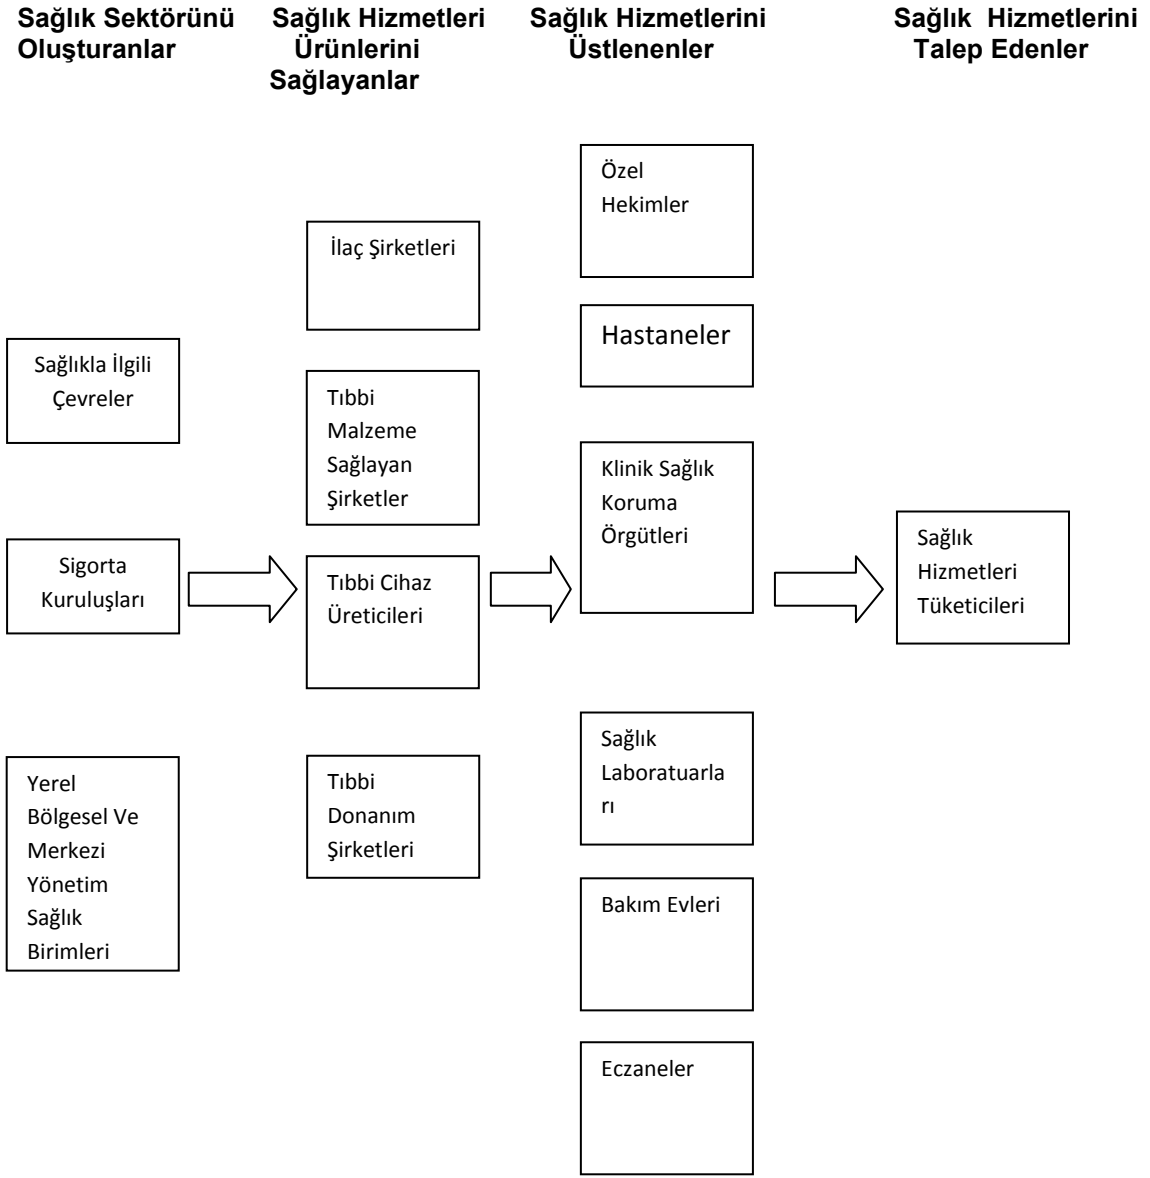 Sağlık Sektörünü
Oluşturanlar
Sağlık Hizmetleri
Ürünlerini
Sağlayanlar
Sağlık Hizmetlerini
Üstlenenler
Sağlık Hizmetlerini
Talep Edenler
Sağlıkla İlgili
Çevreler
Sigorta
Kuruluşları
Yerel
Bölgesel Ve
Merkezi
Yönetim
Sağlık
Birimleri
İlaç Şirketleri
Tıbbi
Malzeme
Sağlayan
Şirketler
Tıbbi Cihaz
Üreticileri
Tıbbi
Donanım
Şirketleri
Özel
Hekimler
Hastaneler
Klinik Sağlık
Koruma
Örgütleri
Sağlık
Laboratuarla
rı
Bakım Evleri
Eczaneler
Sağlık
Hizmetleri
Tüketicileri